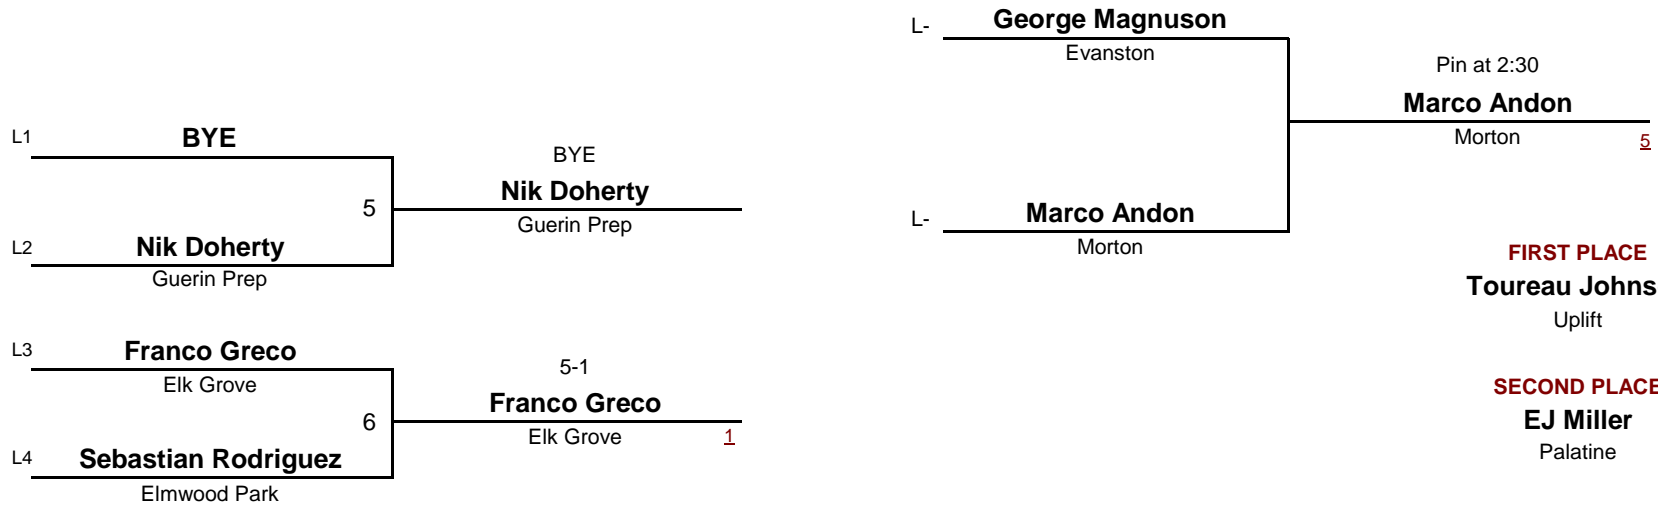 L1
BYE
L2
Nik Doherty
Guerin Prep
5
BYE
Nik Doherty
Guerin Prep
L3
Franco Greco
Elk Grove
L4
Sebastian Rodriguez
Elmwood Park
6
5-1
Franco Greco
Elk Grove
1
L-
George Magnuson
Evanston
L-
Marco Andon
Morton
Pin at 2:30
Marco Andon
Morton
5
FIRST PLACE
Toureau Johns
Uplift
SECOND PLACE
EJ Miller
Palatine